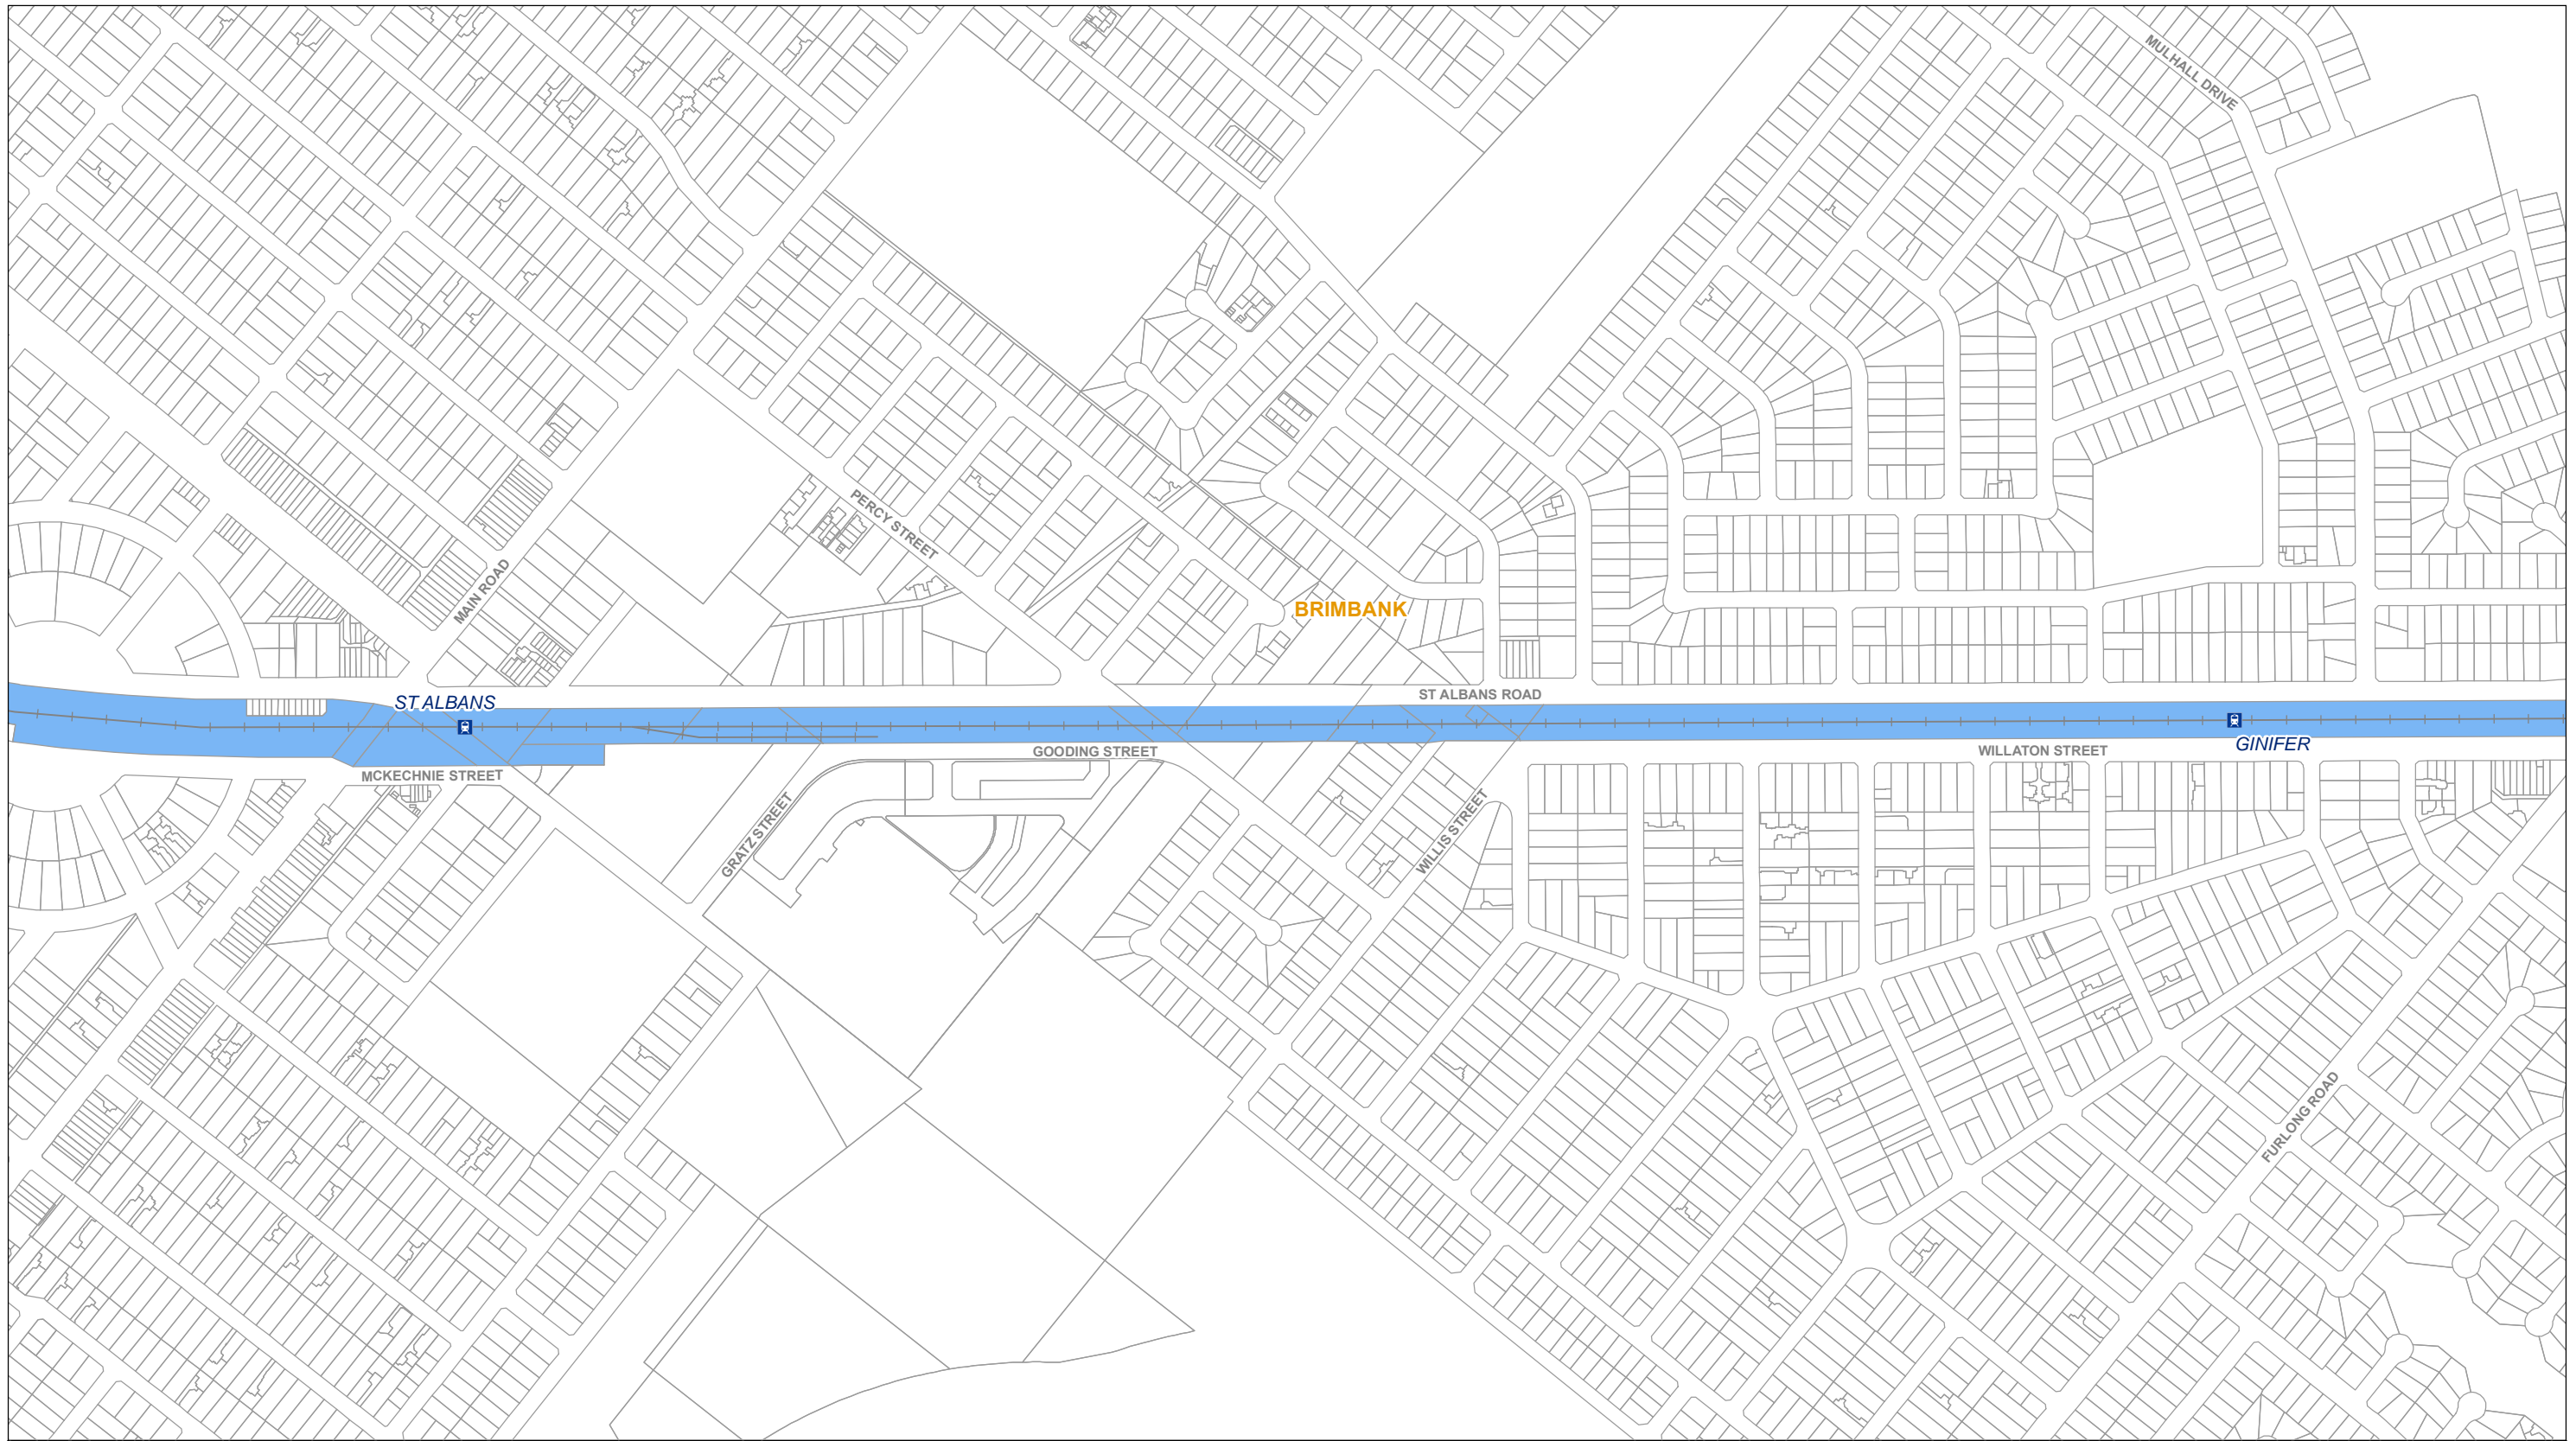 MULHALL DRIVE
PERCY STREET
MAIN ROAD
BRIMBANK
ST ALBANS
ST ALBANS ROAD
GINIFER
GOODING STREET
WILLATON STREET
MCKECHNIE STREET
GRATZ STREET
WILLIS STREET
FURLONG ROAD